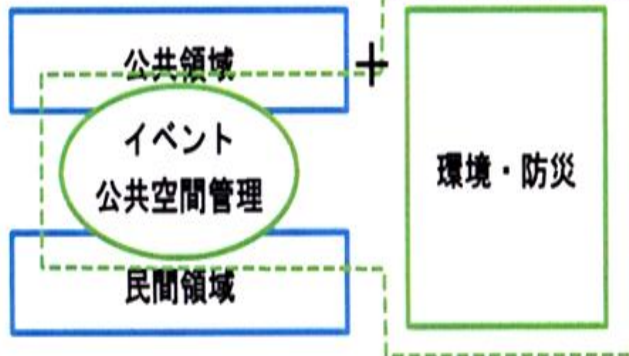 公共領域
+
イベント
公共空間管理
民間領域
環境・防災